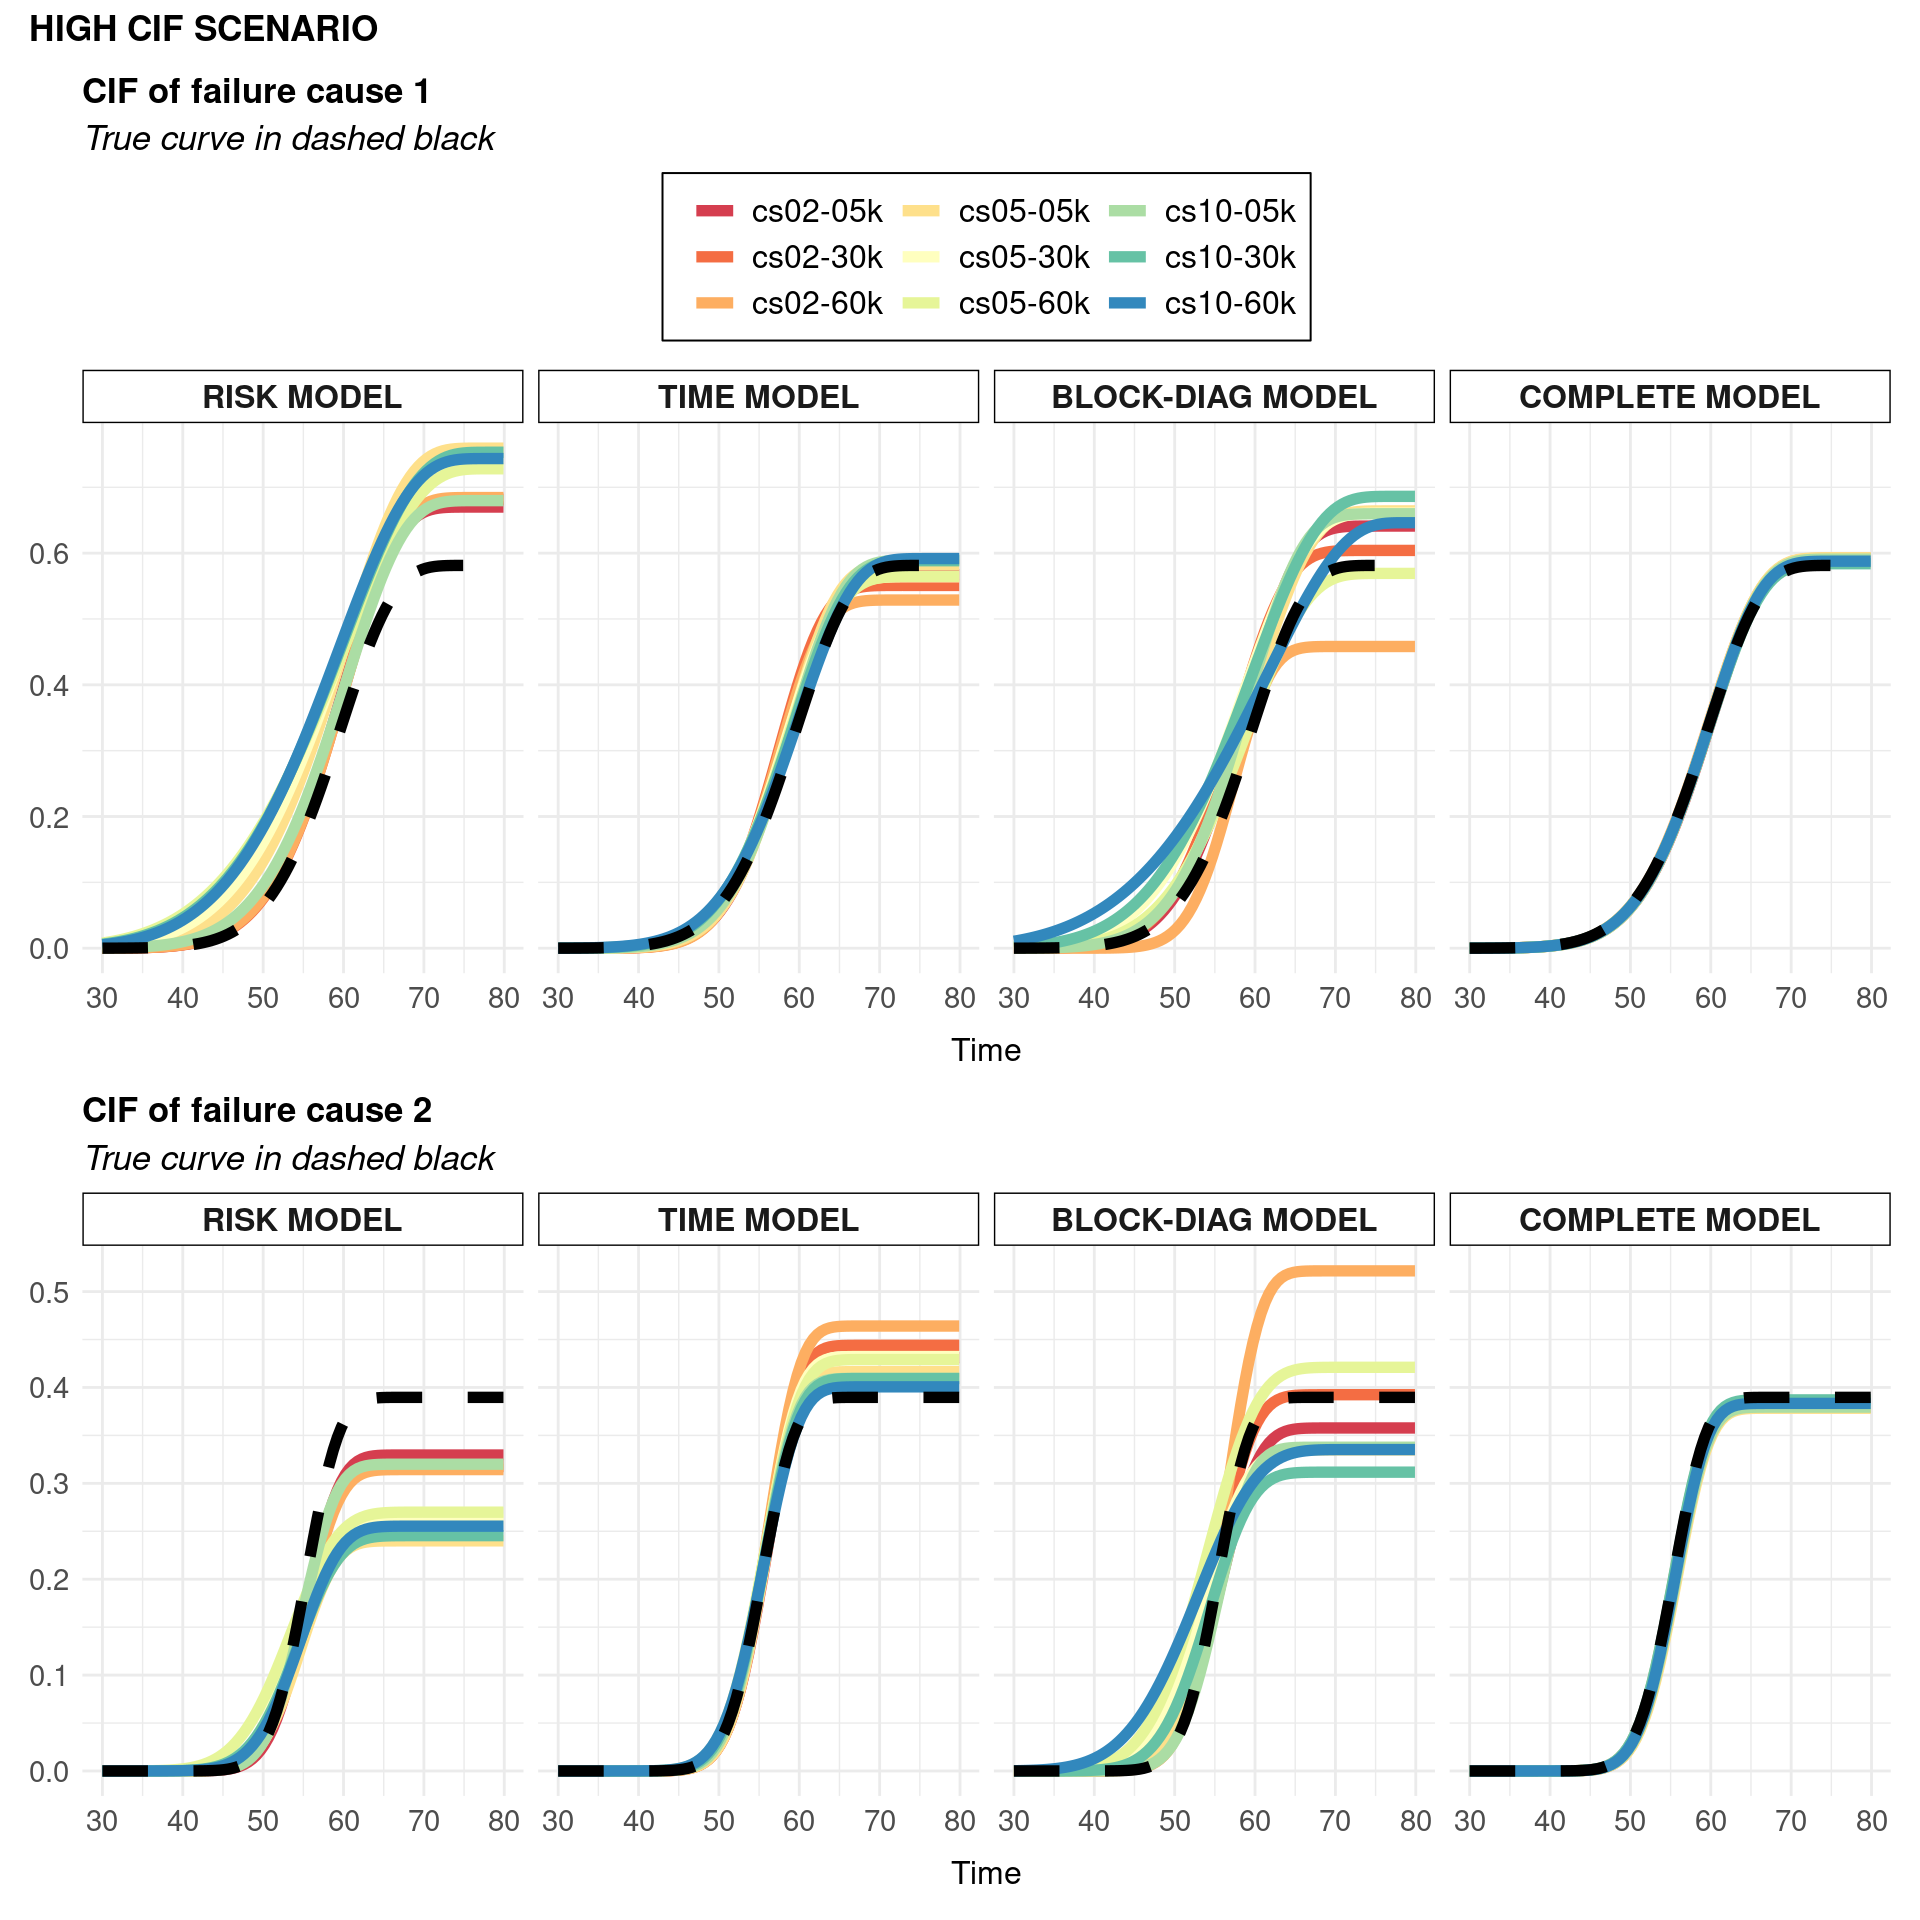 HIGH CIF SCENARIO
CIF of failure cause 1
True curve in dashed black
cs02-05k cs05-05k cs10-05k
cs02-30k cs05-30k cs10-30k
cs02-60k cs05-60k cs10-60k
RISK MODEL TIME MODEL BLOCK-DIAG MODEL COMPLETE MODEL
0.6
0.4
0.2
0.0
30 40 50 60 70 80 30 40 50 60 70 80 30 40 50 60 70 80 30 40 50 60 70 80
Time
CIF of failure cause 2
True curve in dashed black
RISK MODEL TIME MODEL BLOCK-DIAG MODEL COMPLETE MODEL
0.5
0.4
0.3
0.2
0.1
0.0
30 40 50 60 70 80 30 40 50 60 70 80 30 40 50 60 70 80 30 40 50 60 70 80
Time